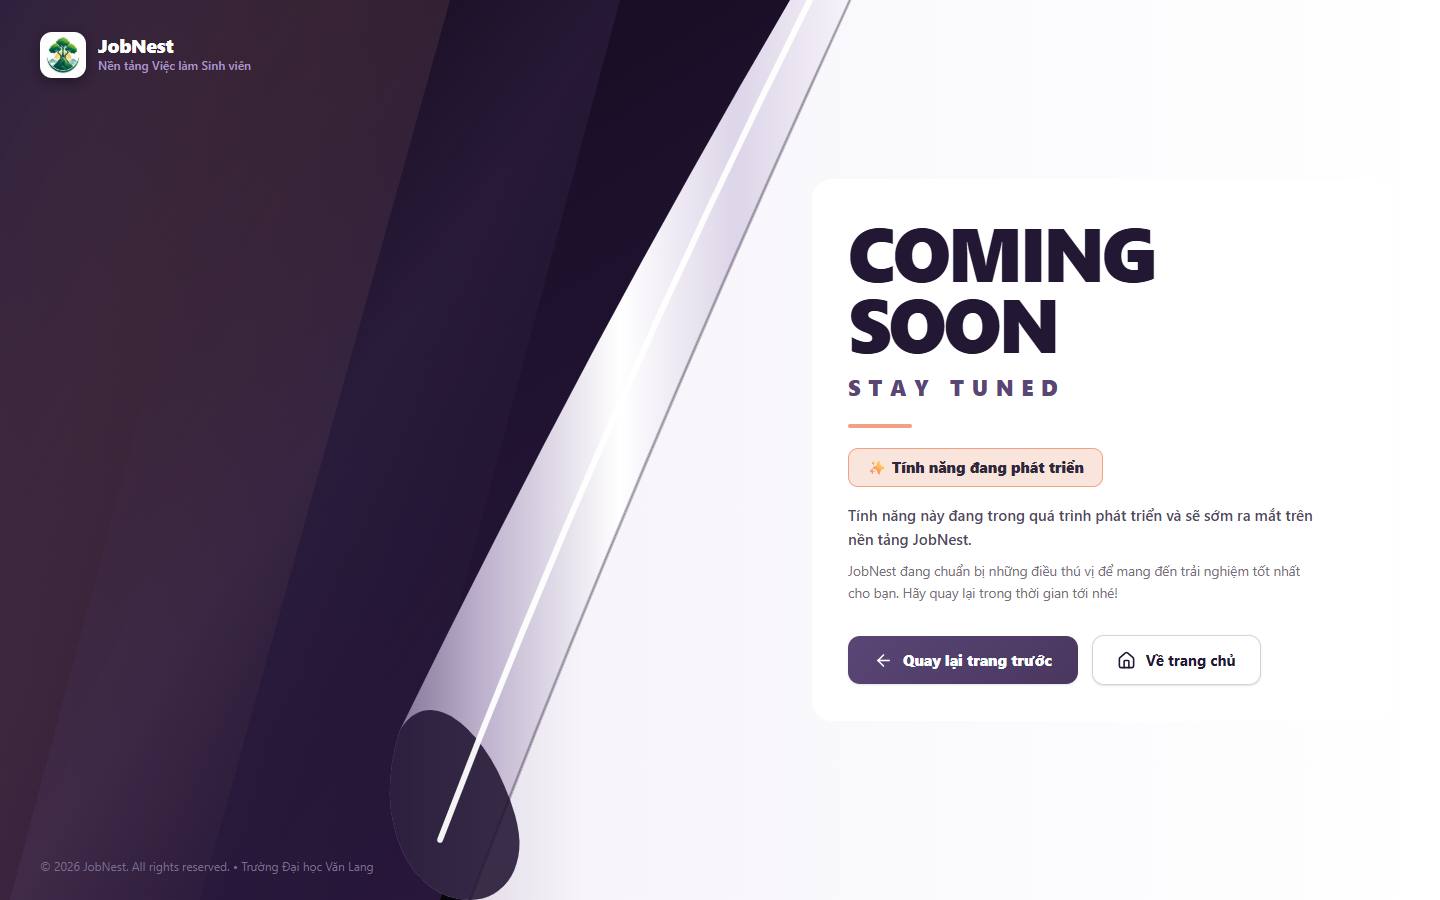 JobNest
Nền tảng Việc làm Sinh viên
COMING
SOON
STAY TUNED
✨ Tính năng đang phát triển
Tính năng này đang trong quá trình phát triển và sẽ sớm ra mắt trên
nền tảng JobNest.
JobNest đang chuẩn bị những điều thú vị để mang đến trải nghiệm tốt nhất
cho bạn. Hãy quay lại trong thời gian tới nhé!
← Quay lại trang trước
Về trang chủ
© 2026 JobNest. All rights reserved. • Trường Đại học Văn Lang